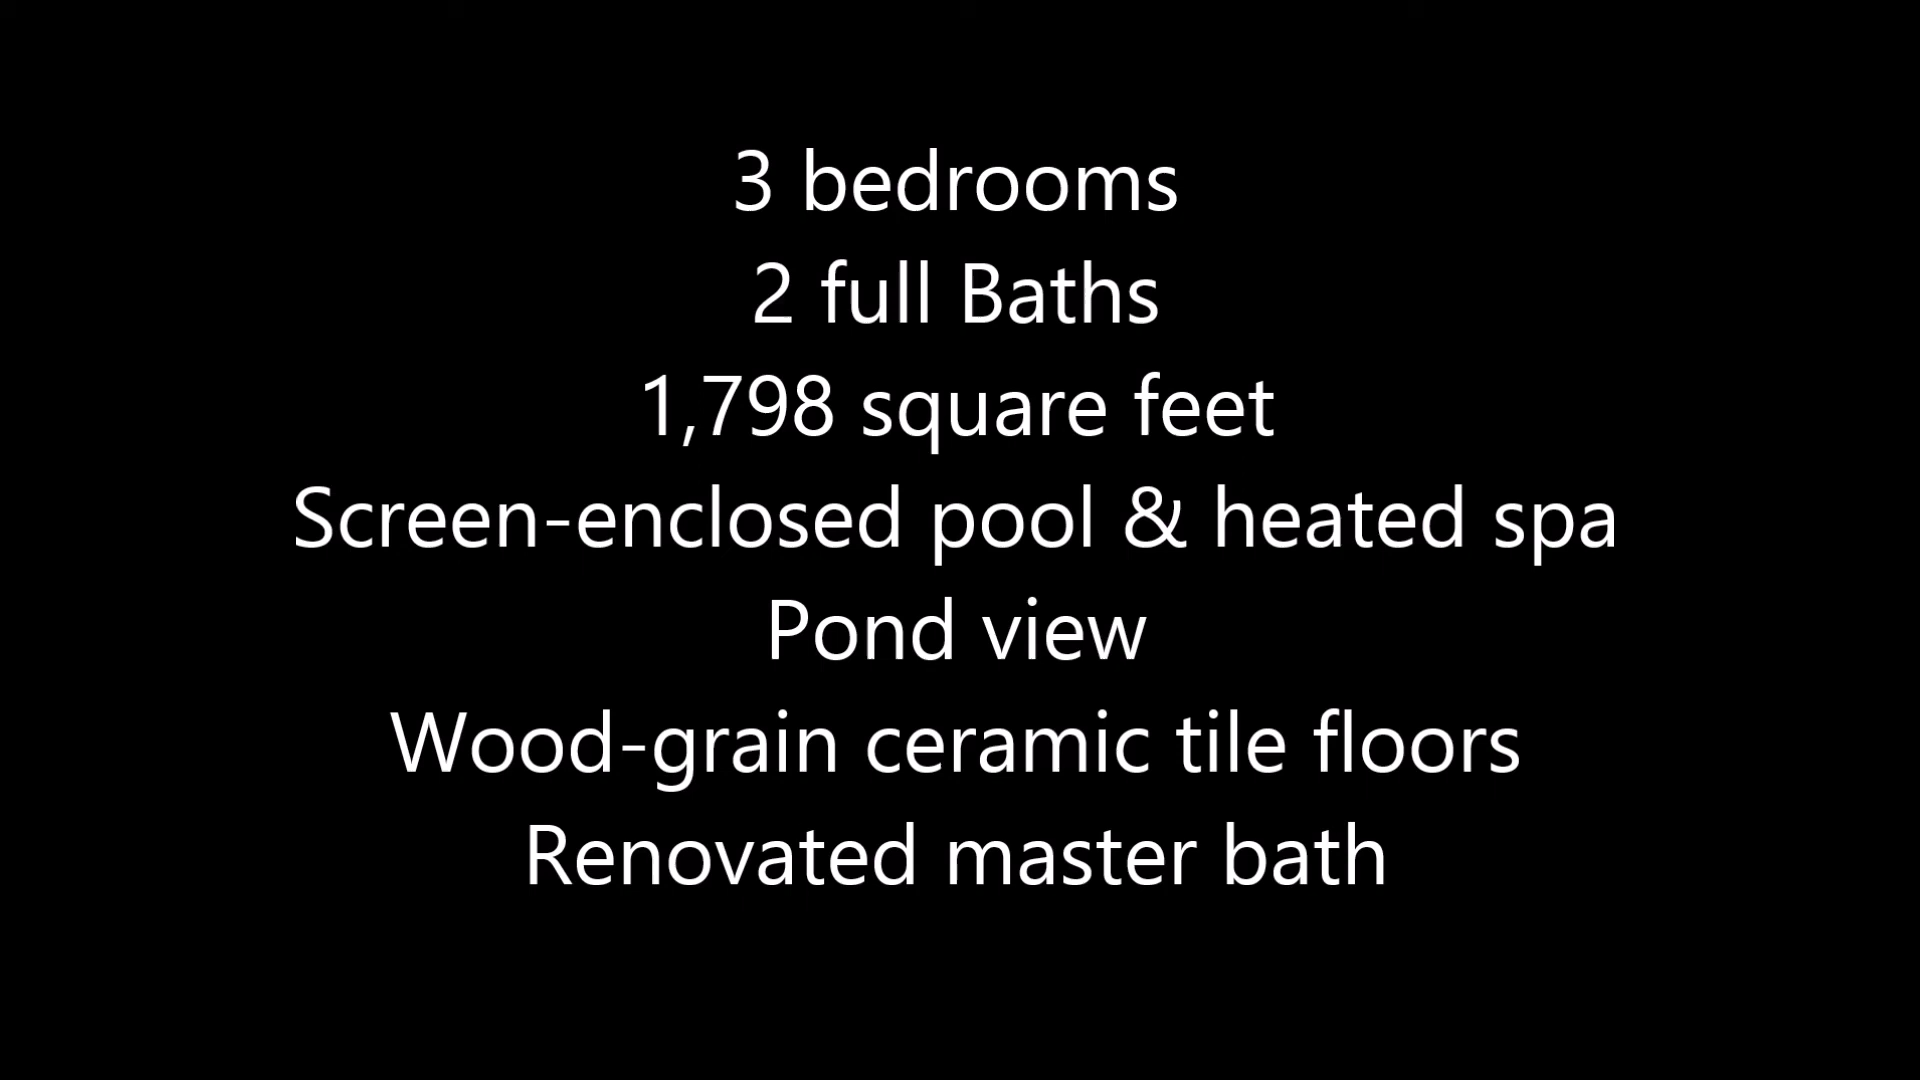 3 bedrooms
2 full Baths
1,798 square feet
Screen-enclosed pool & heated spa
Pond view
Wood-grain ceramic tile floors
Renovated master bath